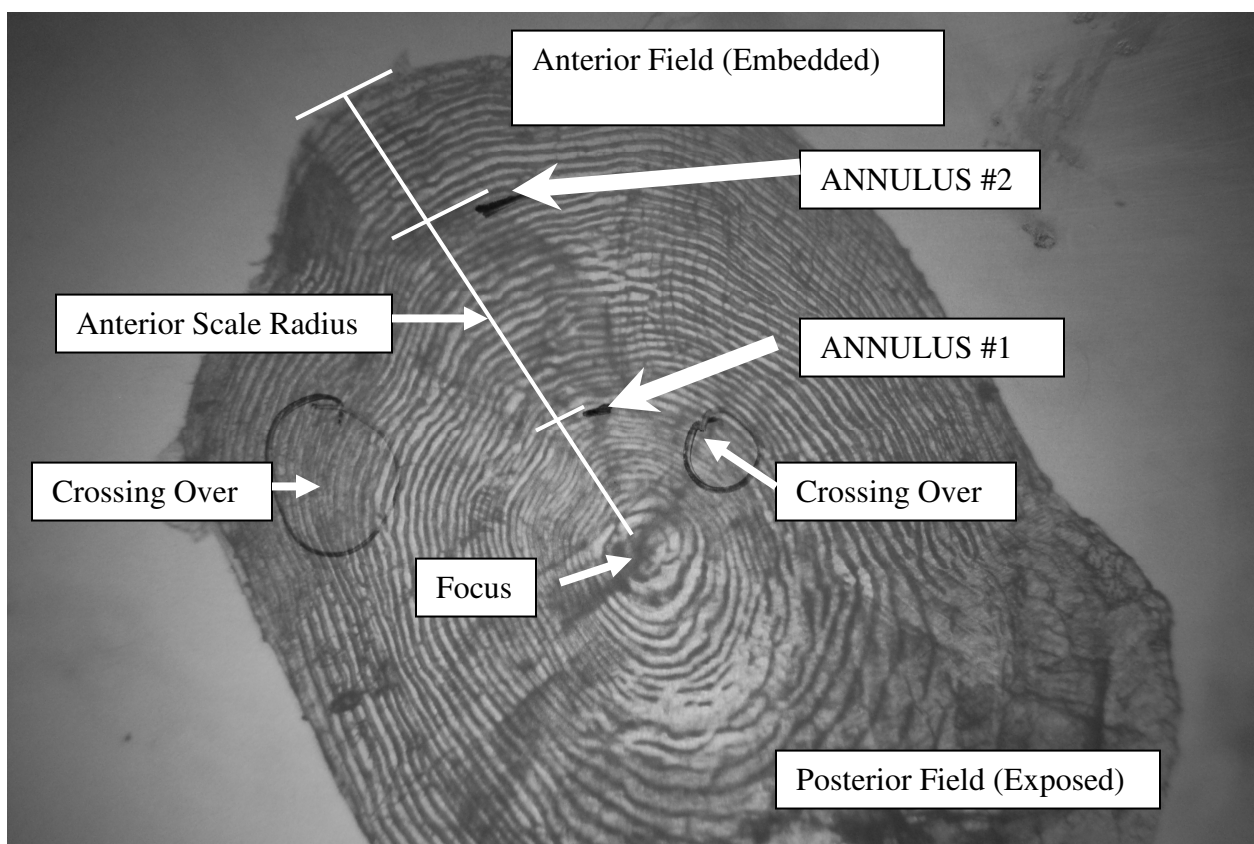 Anterior Field (Embedded)
ANNULUS #2
Anterior Scale Radius
ANNULUS #1
Crossing Over
Crossing Over
Focus
Posterior Field (Exposed)